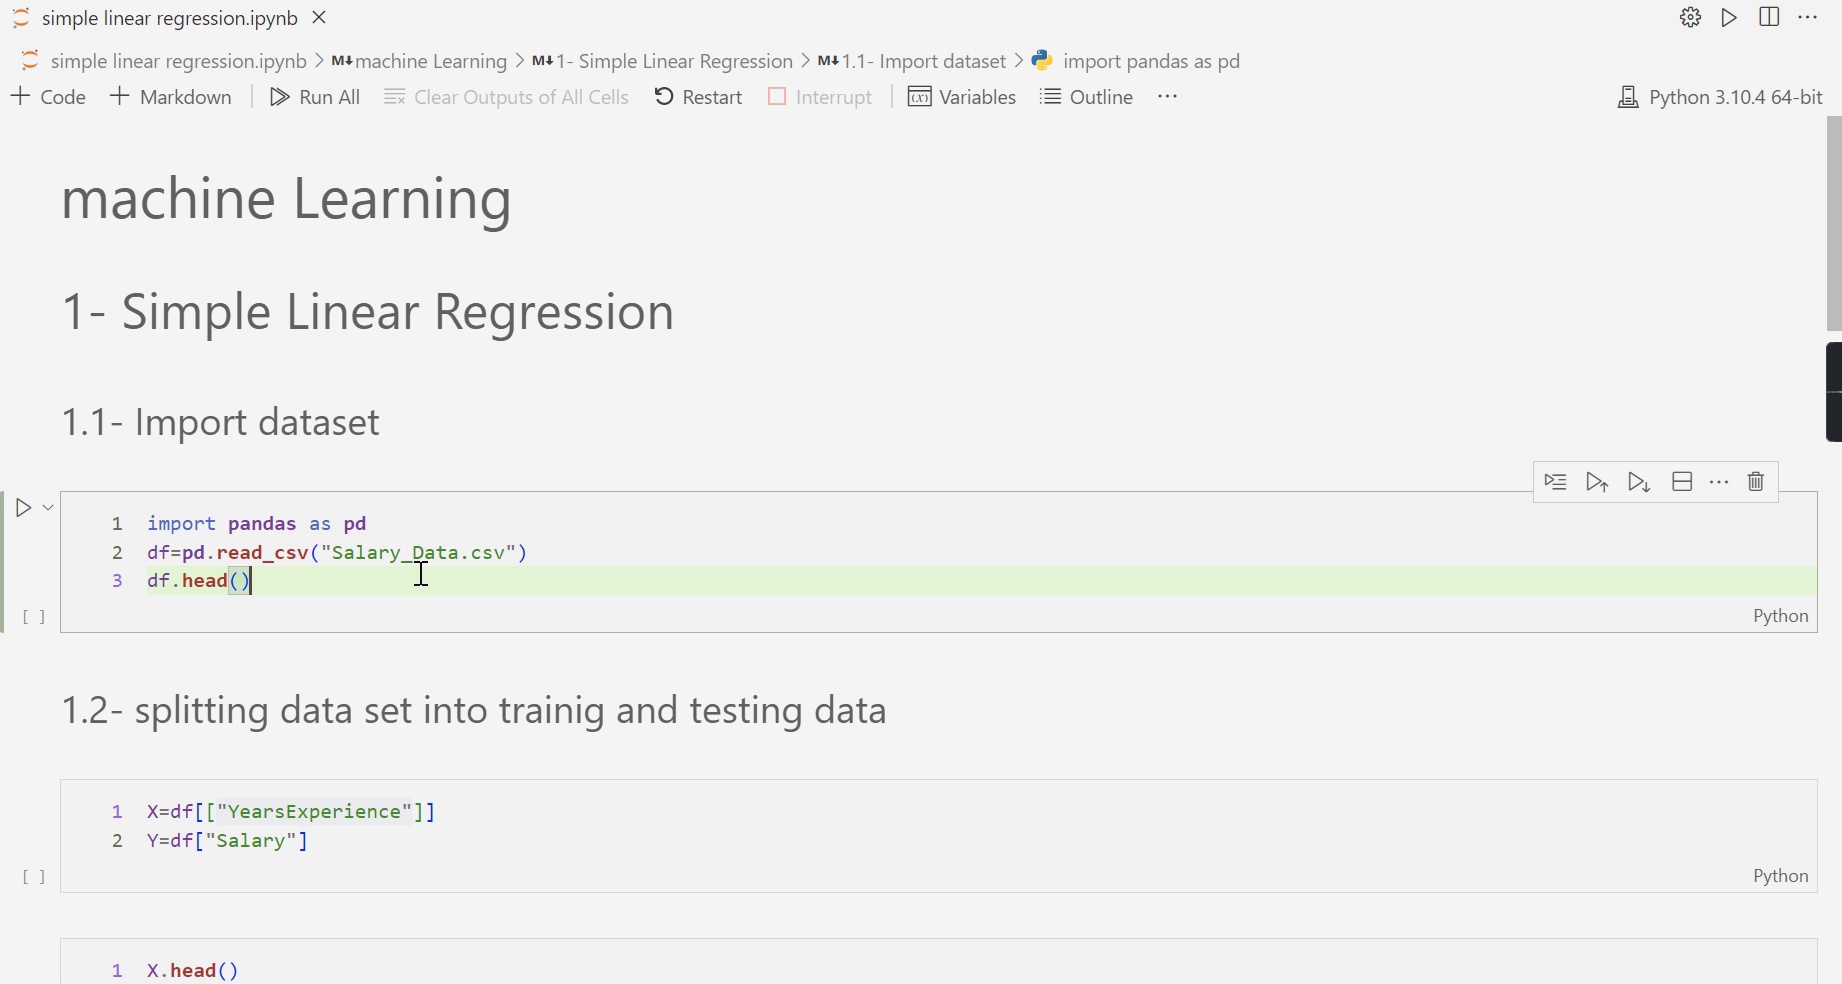 simple linear regression.ipynb
simple linear regression.ipynb > M↓ machine Learning > M↓ 1- Simple Linear Regression > M↓ 1.1- Import dataset > import pandas as pd
+ Code + Markdown Run All Clear Outputs of All Cells Restart Interrupt Variables Outline ... Python 3.10.4 64-bit
machine Learning
1- Simple Linear Regression
1.1- Import dataset
1 import pandas as pd
2 df=pd.read_csv("Salary_Data.csv")
3 df.head()
[ ] Python
1.2- splitting data set into trainig and testing data
1 X=df[["YearsExperience"]]
2 Y=df["Salary"]
[ ] Python
1 X.head()